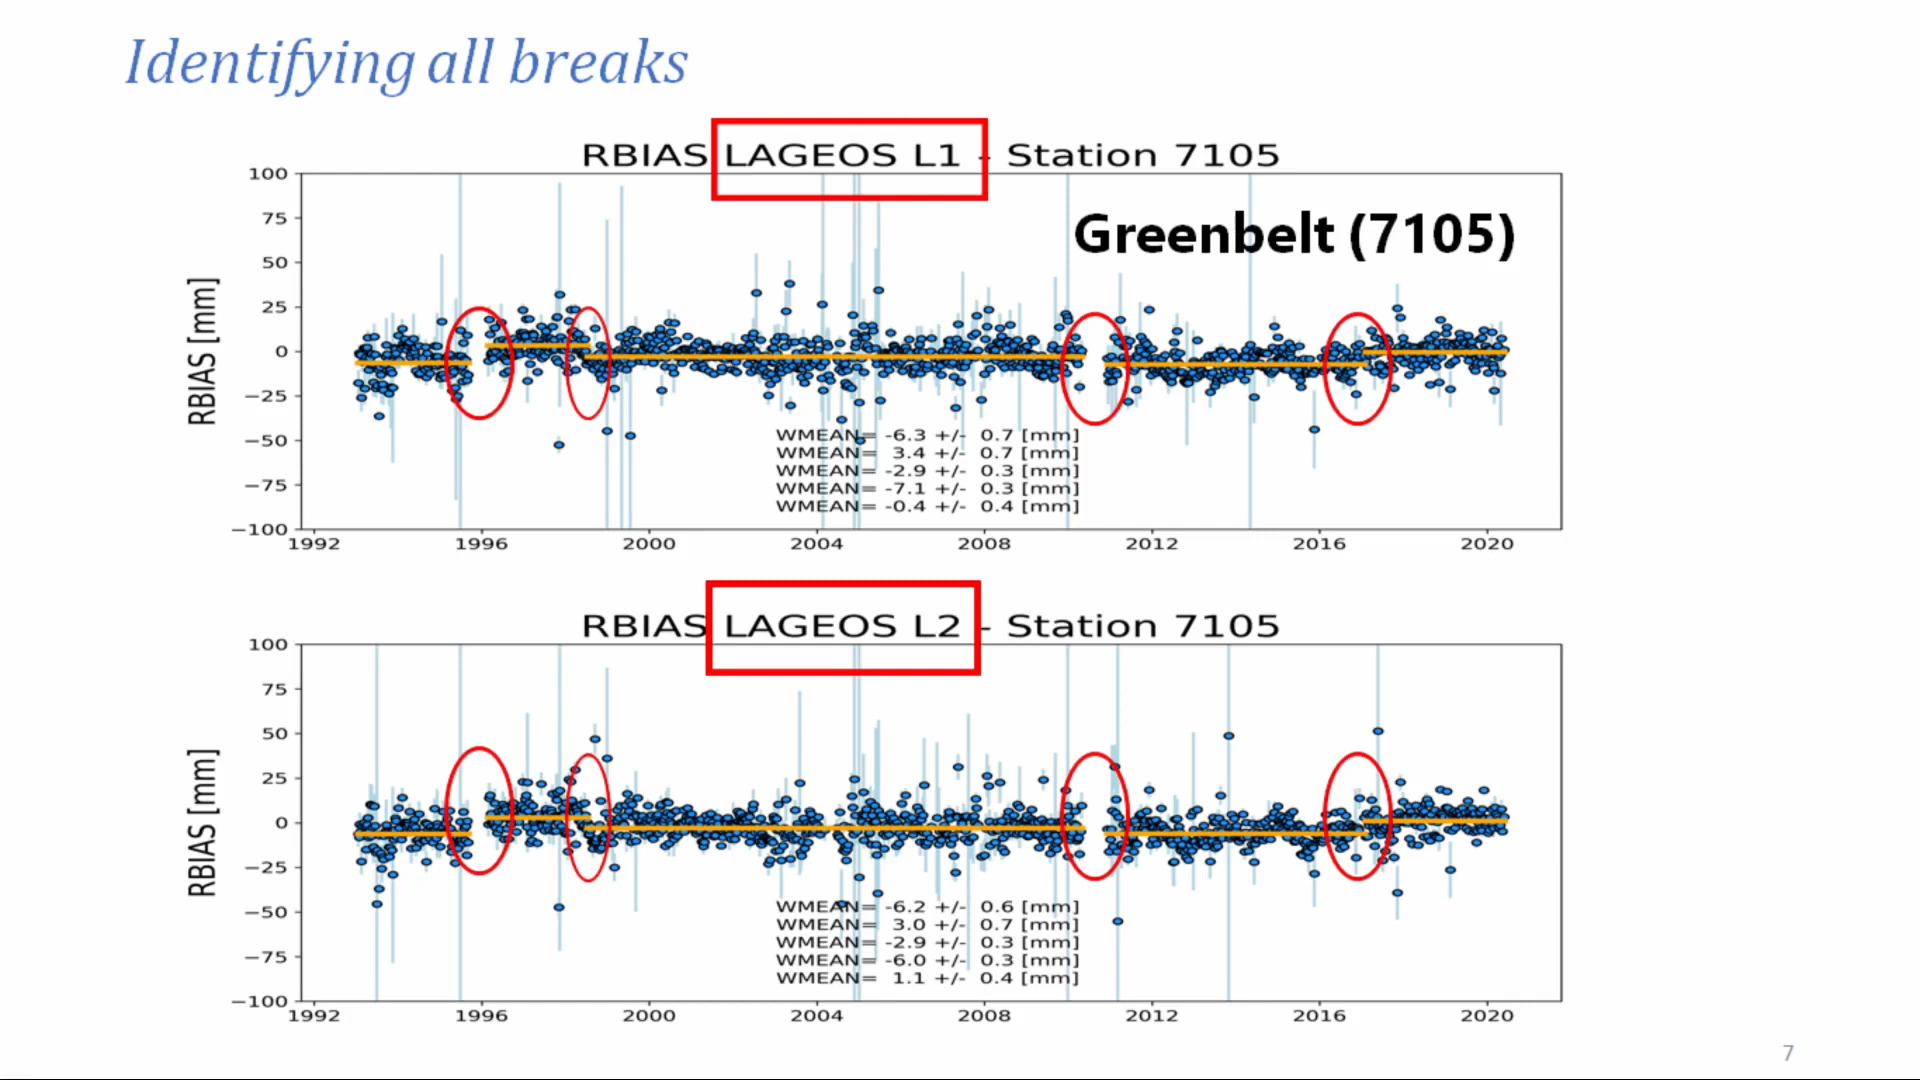 Identifying all breaks
RBIAS LAGEOS L1 - Station 7105
Greenbelt (7105)
RBIAS [mm]
100
75
50
25
0
−25
−50
−75
−100
WMEAN= -6.3 +/- 0.7 [mm]
WMEAN= 3.4 +/- 0.7 [mm]
WMEAN= -2.9 +/- 0.3 [mm]
WMEAN= -7.1 +/- 0.3 [mm]
WMEAN= -0.4 +/- 0.4 [mm]
1992 1996 2000 2004 2008 2012 2016 2020
RBIAS LAGEOS L2 - Station 7105
RBIAS [mm]
100
75
50
25
0
−25
−50
−75
−100
WMEAN= -6.2 +/- 0.6 [mm]
WMEAN= 3.0 +/- 0.7 [mm]
WMEAN= -2.9 +/- 0.3 [mm]
WMEAN= -6.0 +/- 0.3 [mm]
WMEAN= 1.1 +/- 0.4 [mm]
1992 1996 2000 2004 2008 2012 2016 2020
7